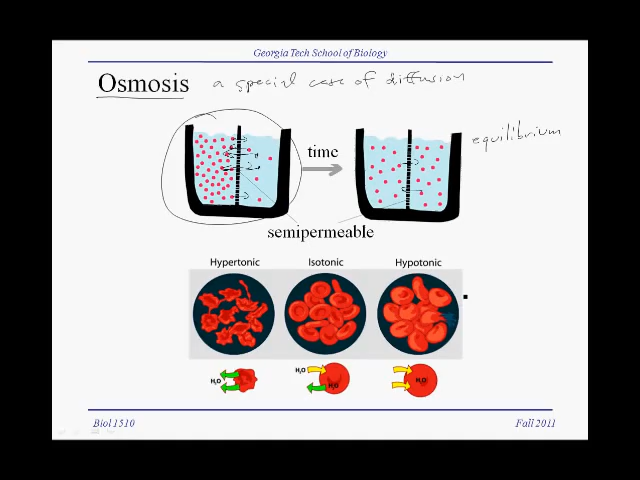 Georgia Tech School of Biology
Osmosis a special case of diffusion
equilibrium
time
semipermeable
Hypertonic Isotonic Hypotonic
H₂O H₂O H₂O H₂O
Biol 1510 Fall 2011